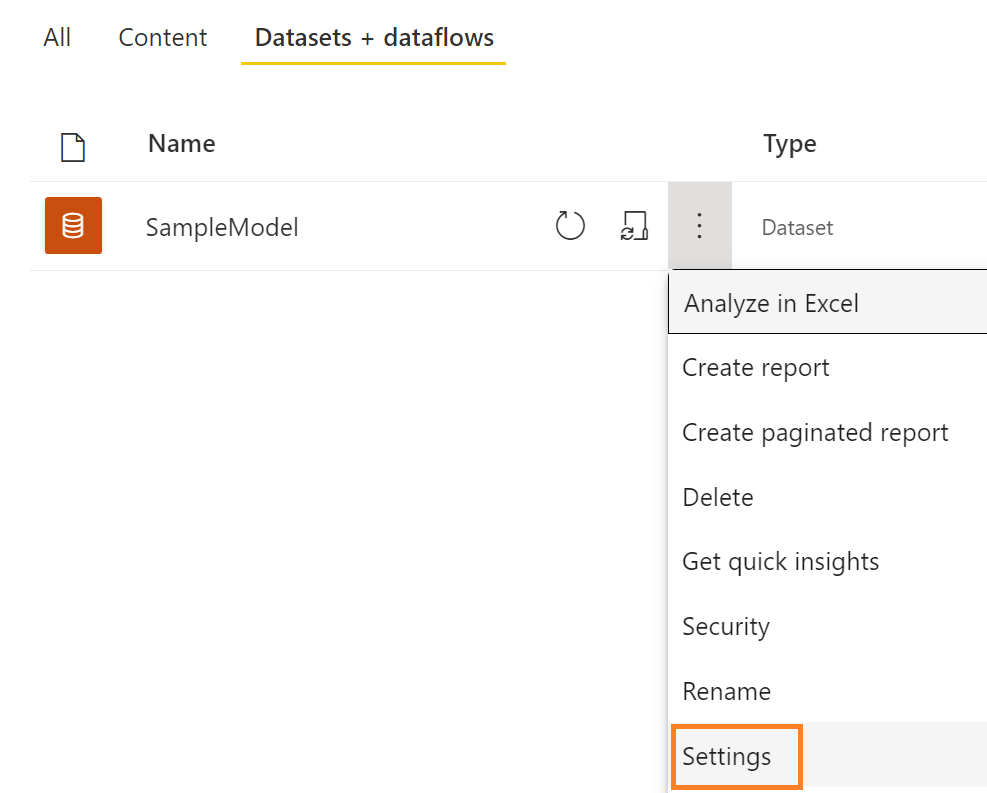 All Content Datasets + dataflows
Name Type
SampleModel Dataset
Analyze in Excel
Create report
Create paginated report
Delete
Get quick insights
Security
Rename
Settings